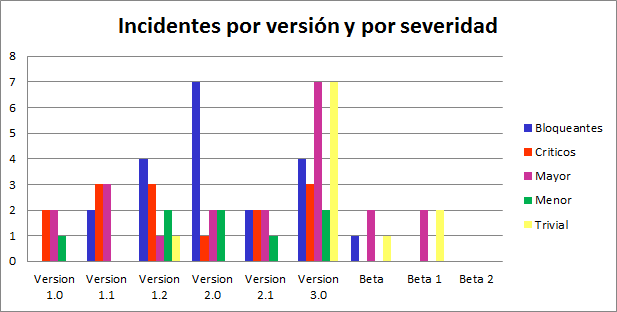 Incidentes por versión y por severidad
8
7
6
5
4
3
2
1
0
Version 1.0
Version 1.1
Version 1.2
Version 2.0
Version 2.1
Version 3.0
Beta
Beta 1
Beta 2
Bloqueantes
Criticos
Mayor
Menor
Trivial